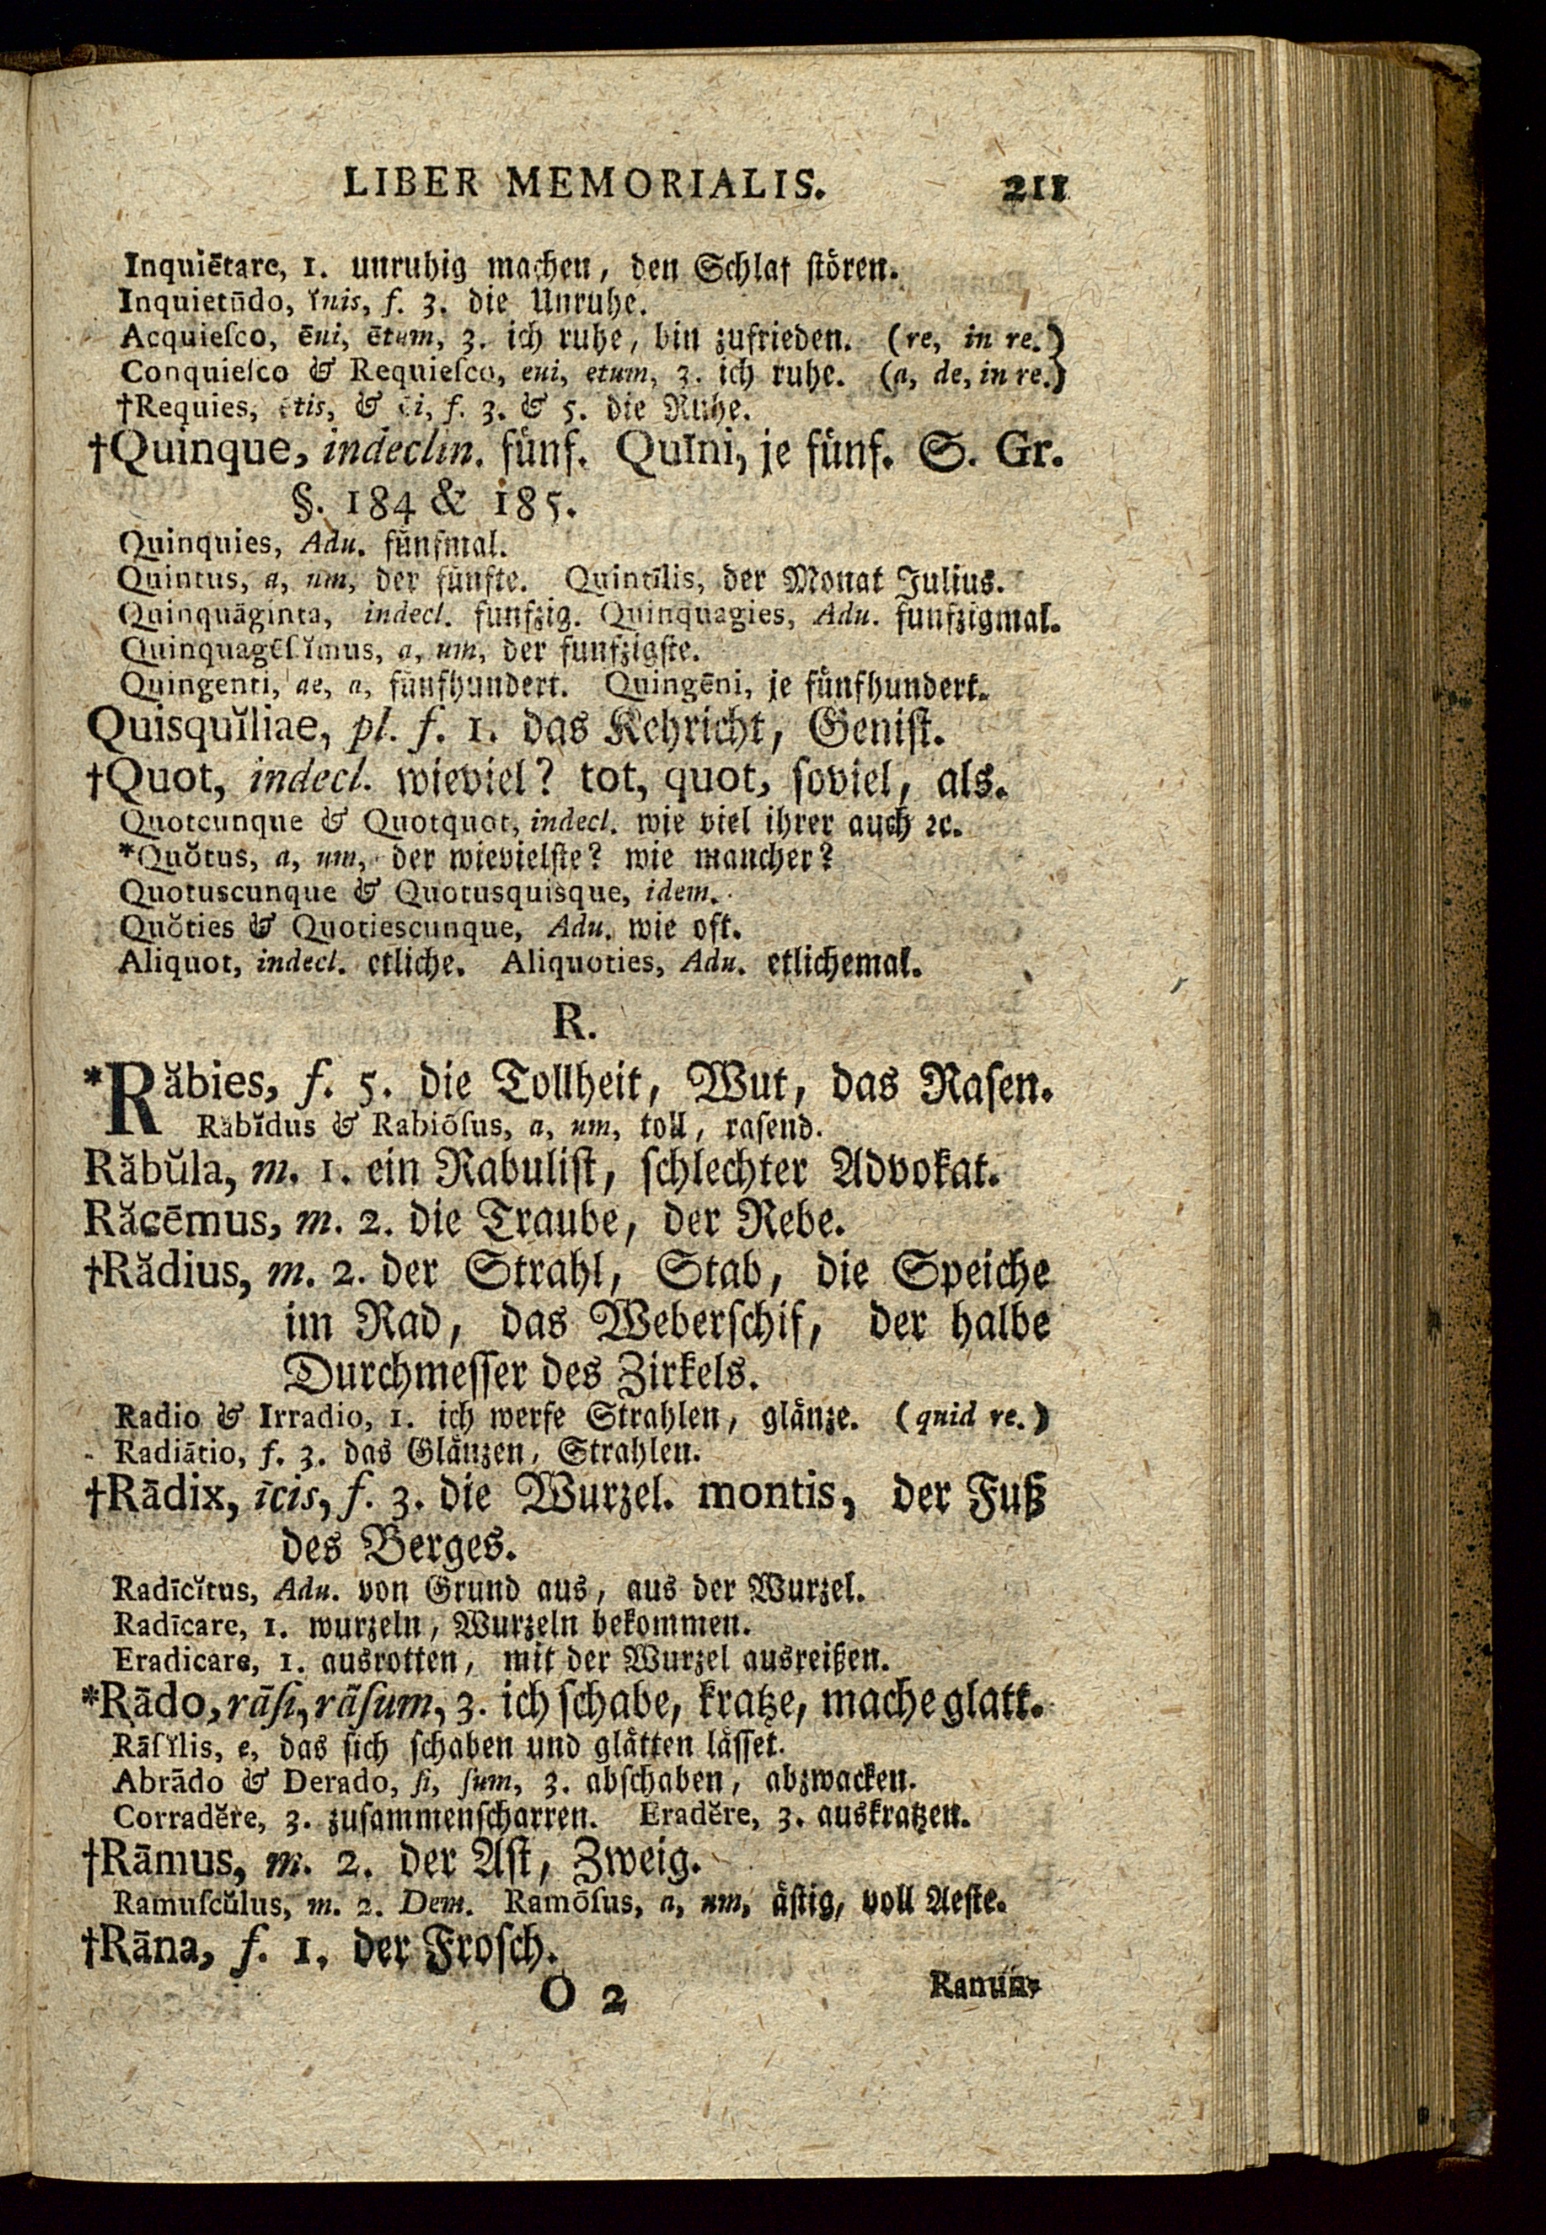 LIBER MEMORIALIS. 211
Inquiētare, 1. unruhig machen, den Schlaf stören.
Inquietūdo, ĭnis, f. 3. die Unruhe.
Acquieſco, ēui, ētum, 3. ich ruhe, bin zufrieden. (re, in re.)
Conquieſco & Requieſco, eui, etum, 3. ich ruhe. (a, de, in re.)
†Requies, ētis, & ēi, f. 3. & 5. die Ruhe.
†Quinque, indeclin. fünf. Quīni, je fünf. S. Gr.
§. 184 & 185.
Quinquies, Adu. fünfmal.
Quintus, a, um, der fünfte. Quintīlis, der Monat Julius.
Quinquāginta, indecl. funfzig. Quinquagies, Adu. funfzigmal.
Quinquagēſĭmus, a, um, der funfzigſte.
Quingenti, ae, a, fünfhundert. Quingēni, je fünfhundert.
Quisquĭliae, pl. f. 1. das Kehricht, Geniſt.
†Quot, indecl. wieviel? tot, quot, ſoviel, als.
Quotcunque & Quotquot, indecl. wie viel ihrer auch ꝛc.
*Quŏtus, a, um, der wievielſte? wie mancher?
Quotuscunque & Quotusquisque, idem.
Quŏties & Quotiescunque, Adu. wie oft.
Aliquot, indecl. etliche. Aliquoties, Adu. etlichemal.
R.
*Răbies, f. 5. die Tollheit, Wut, das Raſen.
Răbĭdus & Rabiōſus, a, um, toll, raſend.
Răbŭla, m. 1. ein Rabuliſt, ſchlechter Advokat.
Răcēmus, m. 2. die Traube, der Rebe.
†Rădius, m. 2. der Strahl, Stab, die Speiche
im Rad, das Weberſchif, der halbe
Durchmeſſer des Zirkels.
Radio & Irradio, 1. ich werfe Strahlen, glänze. (quid re.)
Radiātio, f. 3. das Glänzen, Strahlen.
†Rādix, īcis, f. 3. die Wurzel. montis, der Fuß
des Berges.
Radīcĭtus, Adu. von Grund aus, aus der Wurzel.
Radīcare, 1. wurzeln, Wurzeln bekommen.
Eradicare, 1. ausrotten, mit der Wurzel ausreißen.
*Rādo, rāſi, rāſum, 3. ich ſchabe, kratze, mache glatt.
Rāſĭlis, e, das ſich ſchaben und glätten läſſet.
Abrādo & Derado, ſi, ſum, 3. abſchaben, abzwacken.
Corradĕre, 3. zuſammenſcharren. Eradĕre, 3. auskratzen.
†Rāmus, m. 2. der Aſt, Zweig.
Ramuſcŭlus, m. 2. Dem. Ramōſus, a, um, äſtig, voll Aeſte.
†Rāna, f. 1. der Froſch.
O 2 Ranun-